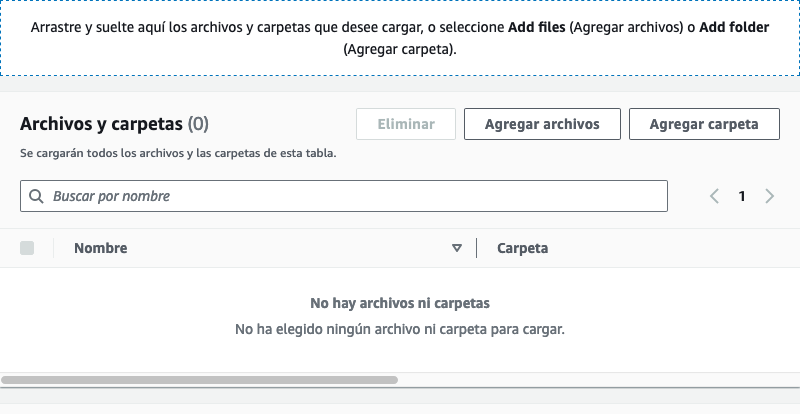 Arrastre y suelte aquí los archivos y carpetas que desee cargar, o seleccione Add files (Agregar archivos) o Add folder
(Agregar carpeta).
Archivos y carpetas (0)
Eliminar
Agregar archivos
Agregar carpeta
Se cargarán todos los archivos y las carpetas de esta tabla.
Buscar por nombre
1
Nombre
Carpeta
No hay archivos ni carpetas
No ha elegido ningún archivo ni carpeta para cargar.